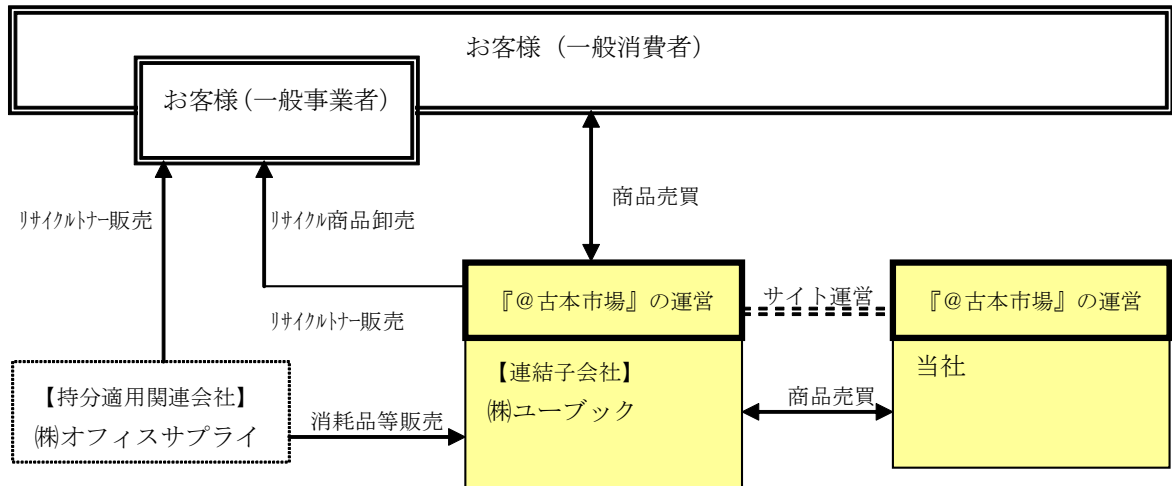 お客様（一般消費者）
お客様（一般事業者）
商品売買
ﾘｻｲｸﾙﾄﾅｰ販売
ﾘｻｲｸﾙ商品卸売
『＠古本市場』の運営
サイト運営
『＠古本市場』の運営
ﾘｻｲｸﾙﾄﾅｰ販売
【連結子会社】
㈱ユーブック
当社
商品売買
【持分適用関連会社】
㈱オフィスサプライ
消耗品等販売